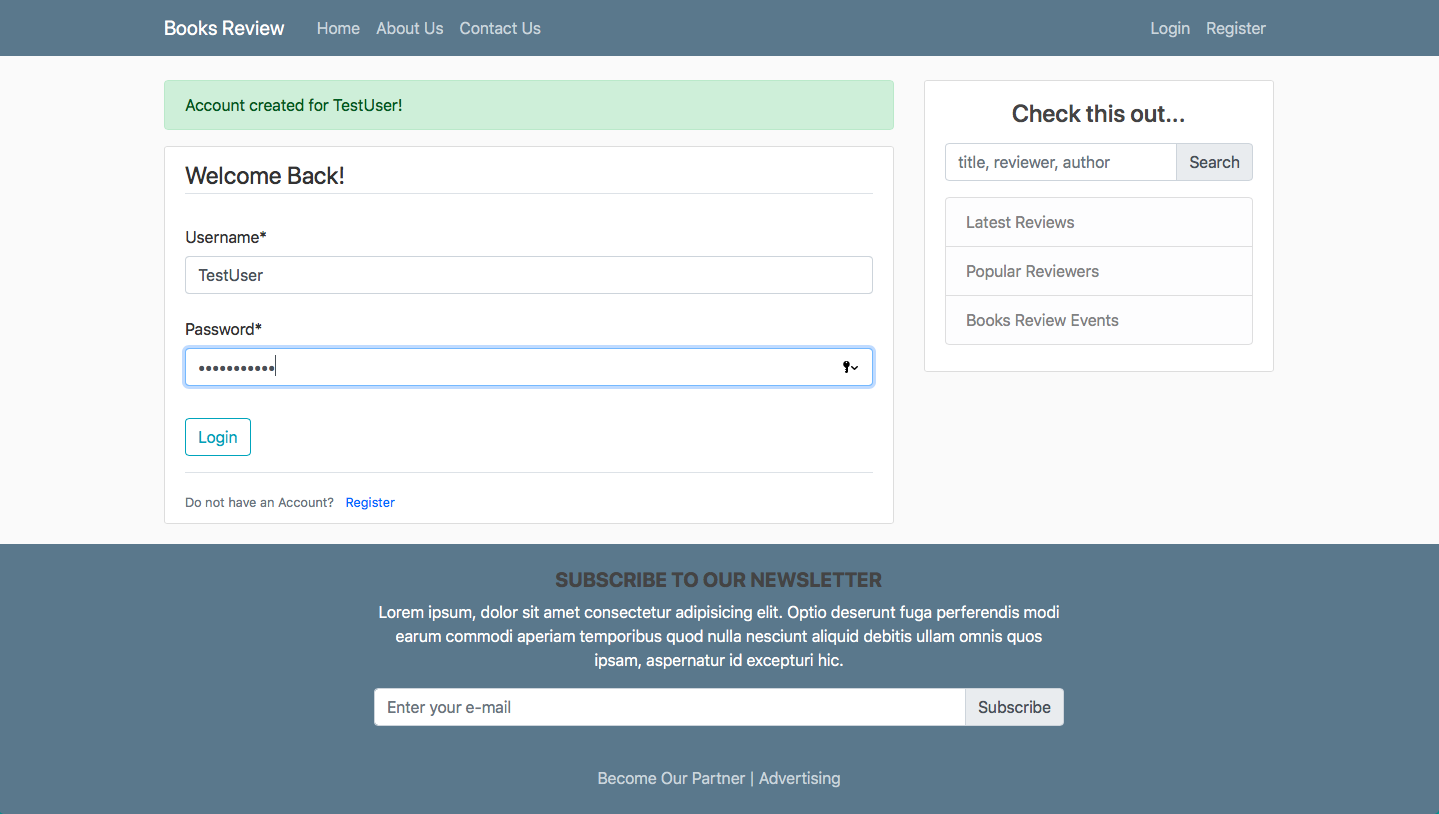 Books Review Home About Us Contact Us Login Register
Account created for TestUser!
Welcome Back!
Username*
TestUser
Password*
•••••••••••
Login
Do not have an Account? Register
Check this out...
title, reviewer, author Search
Latest Reviews
Popular Reviewers
Books Review Events
SUBSCRIBE TO OUR NEWSLETTER
Lorem ipsum, dolor sit amet consectetur adipisicing elit. Optio deserunt fuga perferendis modi
earum commodi aperiam temporibus quod nulla nesciunt aliquid debitis ullam omnis quos
ipsam, aspernatur id excepturi hic.
Enter your e-mail Subscribe
Become Our Partner | Advertising